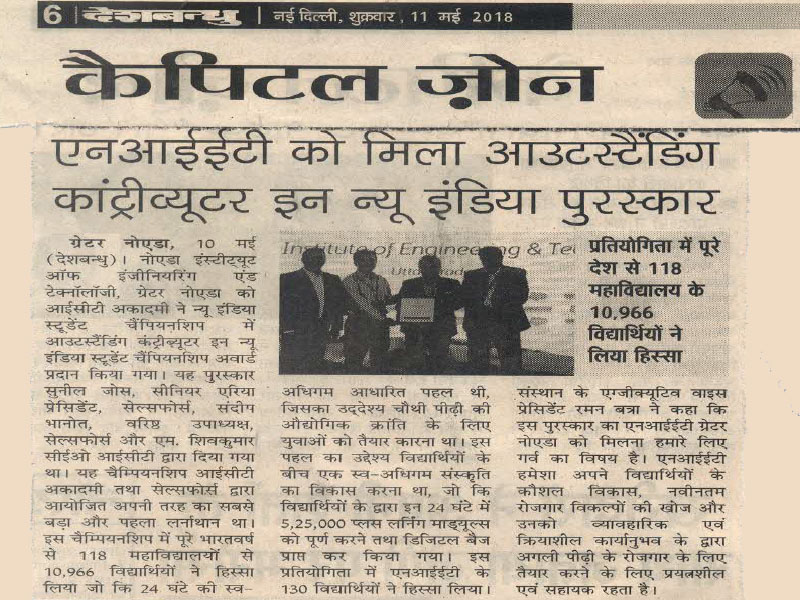 6 देशबन्धु नई दिल्ली, शुक्रवार, 11 मई 2018
कैपिटल ज़ोन
एनआईईटी को मिला आउटस्टैंडिंग
कांट्रीव्यूटर इन न्यू इंडिया पुरस्कार
ग्रेटर नोएडा, 10 मई
(देशबन्धु)। नोएडा इंस्टीट्यूट
ऑफ इंजीनियरिंग एंड
टेक्नॉलॉजी, ग्रेटर नोएडा को
आईसीटी अकादमी ने न्यू इंडिया
स्टूडेंट चैंपियनशिप में
आउटस्टैंडिंग कंट्रीब्यूटर इन न्यू
इंडिया स्टूडेंट चैंपियनशिप अवार्ड
प्रदान किया गया। यह पुरस्कार
सुनील जोस, सीनियर एरिया
प्रेसिडेंट, सेल्सफोर्स, संदीप
भानोत, वरिष्ठ उपाध्यक्ष,
सेल्सफोर्स और एम. शिवकुमार
सीईओ आईसीटी द्वारा दिया गया
था। यह चैम्पियनशिप आईसीटी
अकादमी तथा सेल्सफोर्स द्वारा
आयोजित अपनी तरह का सबसे
बड़ा और पहला लर्नाथान था।
इस चैम्पियनशिप में पूरे भारतवर्ष
से 118 महाविद्यालयों से
10,966 विद्यार्थियों ने हिस्सा
लिया जो कि 24 घंटे की स्व-
Institute of Engineering & Te
Utta
प्रतियोगिता में पूरे
देश से 118
महाविद्यालय के
10,966
विद्यार्थियों ने
लिया हिस्सा
अधिगम आधारित पहल थी,
जिसका उद्देश्य चौथी पीढ़ी की
औद्योगिक क्रांति के लिए
युवाओं को तैयार कारना था। इस
पहल का उद्देश्य विद्यार्थियों के
बीच एक स्व-अधिगम संस्कृति
का विकास करना था, जो कि
विद्यार्थियों के द्वारा इन 24 घंटे में
5,25,000 प्लस लर्निंग माड्यूल्स
को पूर्ण करने तथा डिजिटल बैज
प्राप्त कर किया गया। इस
प्रतियोगिता में एनआईईटी के
130 विद्यार्थियों ने हिस्सा लिया।
संस्थान के एग्जीक्यूटिव वाइस
प्रेसिडेंट रमन बत्रा ने कहा कि
इस पुरस्कार का एनआईईटी ग्रेटर
नोएडा को मिलना हमारे लिए
गर्व का विषय है। एनआईईटी
हमेशा अपने विद्यार्थियों के
कौशल विकास, नवीनतम
रोजगार विकल्पों की खोज और
उनको व्यावहारिक एवं
क्रियाशील कार्यानुभव के द्वारा
अगली पीढ़ी के रोजगार के लिए
तैयार करने के लिए प्रयत्नशील
एवं सहायक रहता है।